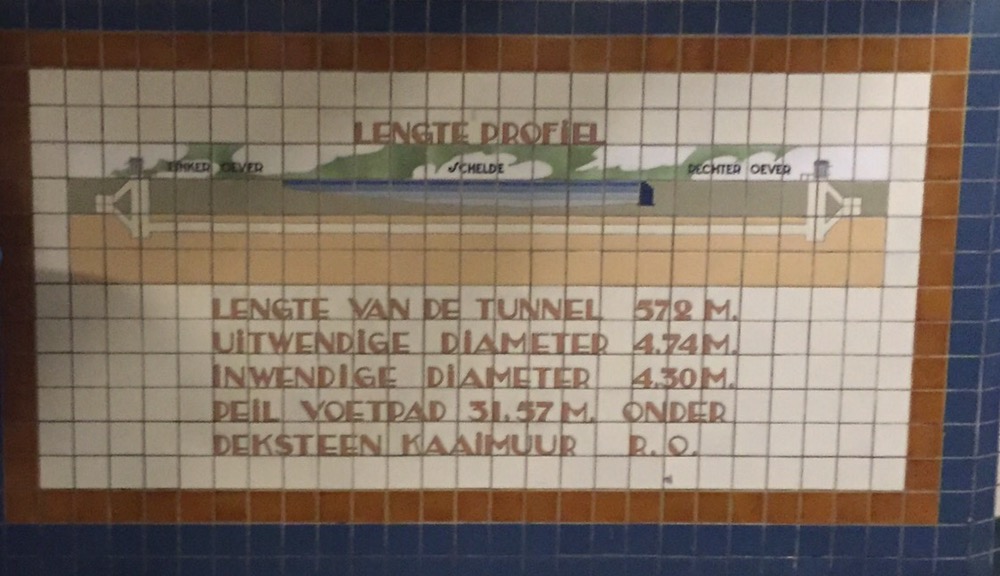 LENGTE PROFIEL
LINKER OEVER SCHELDE RECHTER OEVER
LENGTE VAN DE TUNNEL 572 M.
UITWENDIGE DIAMETER 4.74 M.
INWENDIGE DIAMETER 4.30 M.
PEIL VOETPAD 31.57 M. ONDER
DEKSTEEN KAAIMUUR R. O.